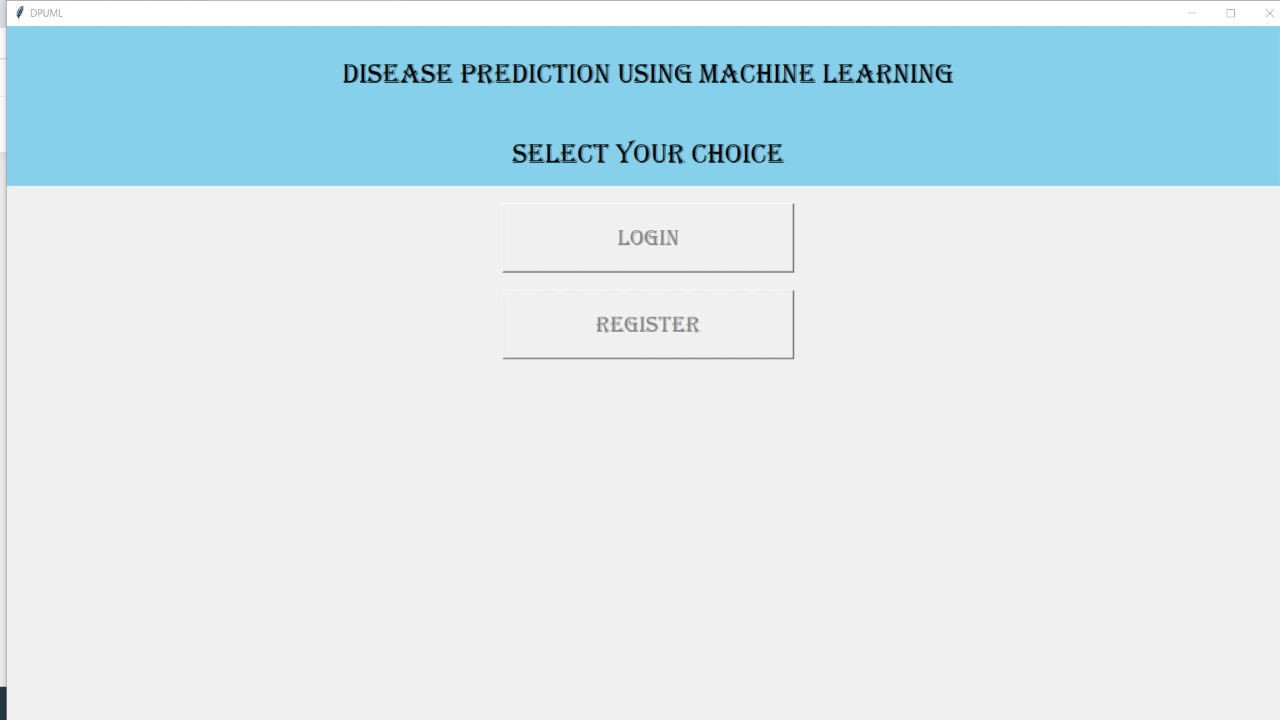 DPUML
DISEASE PREDICTION USING MACHINE LEARNING
SELECT YOUR CHOICE
LOGIN
REGISTER